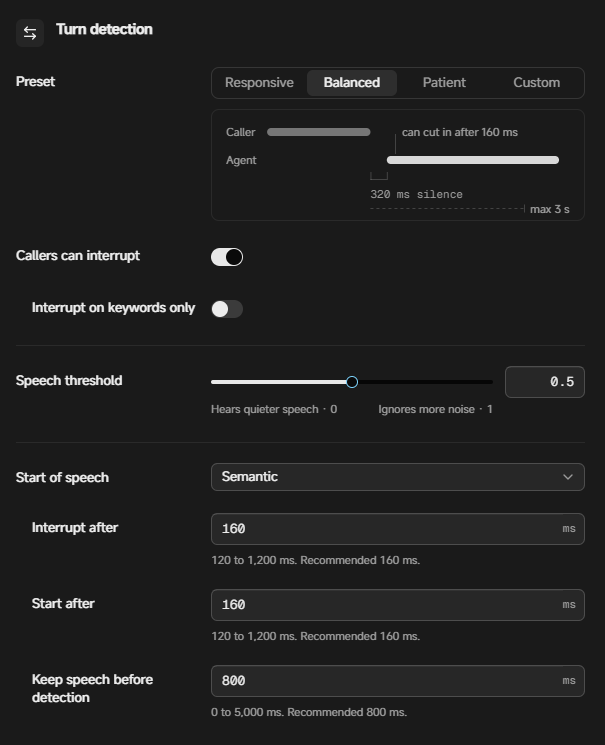 Turn detection
Preset
Responsive Balanced Patient Custom
Caller can cut in after 160 ms
Agent
320 ms silence
max 3 s
Callers can interrupt
Interrupt on keywords only
Speech threshold 0.5
Hears quieter speech · 0 Ignores more noise · 1
Start of speech Semantic
Interrupt after 160 ms
120 to 1,200 ms. Recommended 160 ms.
Start after 160 ms
120 to 1,200 ms. Recommended 160 ms.
Keep speech before
detection
800 ms
0 to 5,000 ms. Recommended 800 ms.